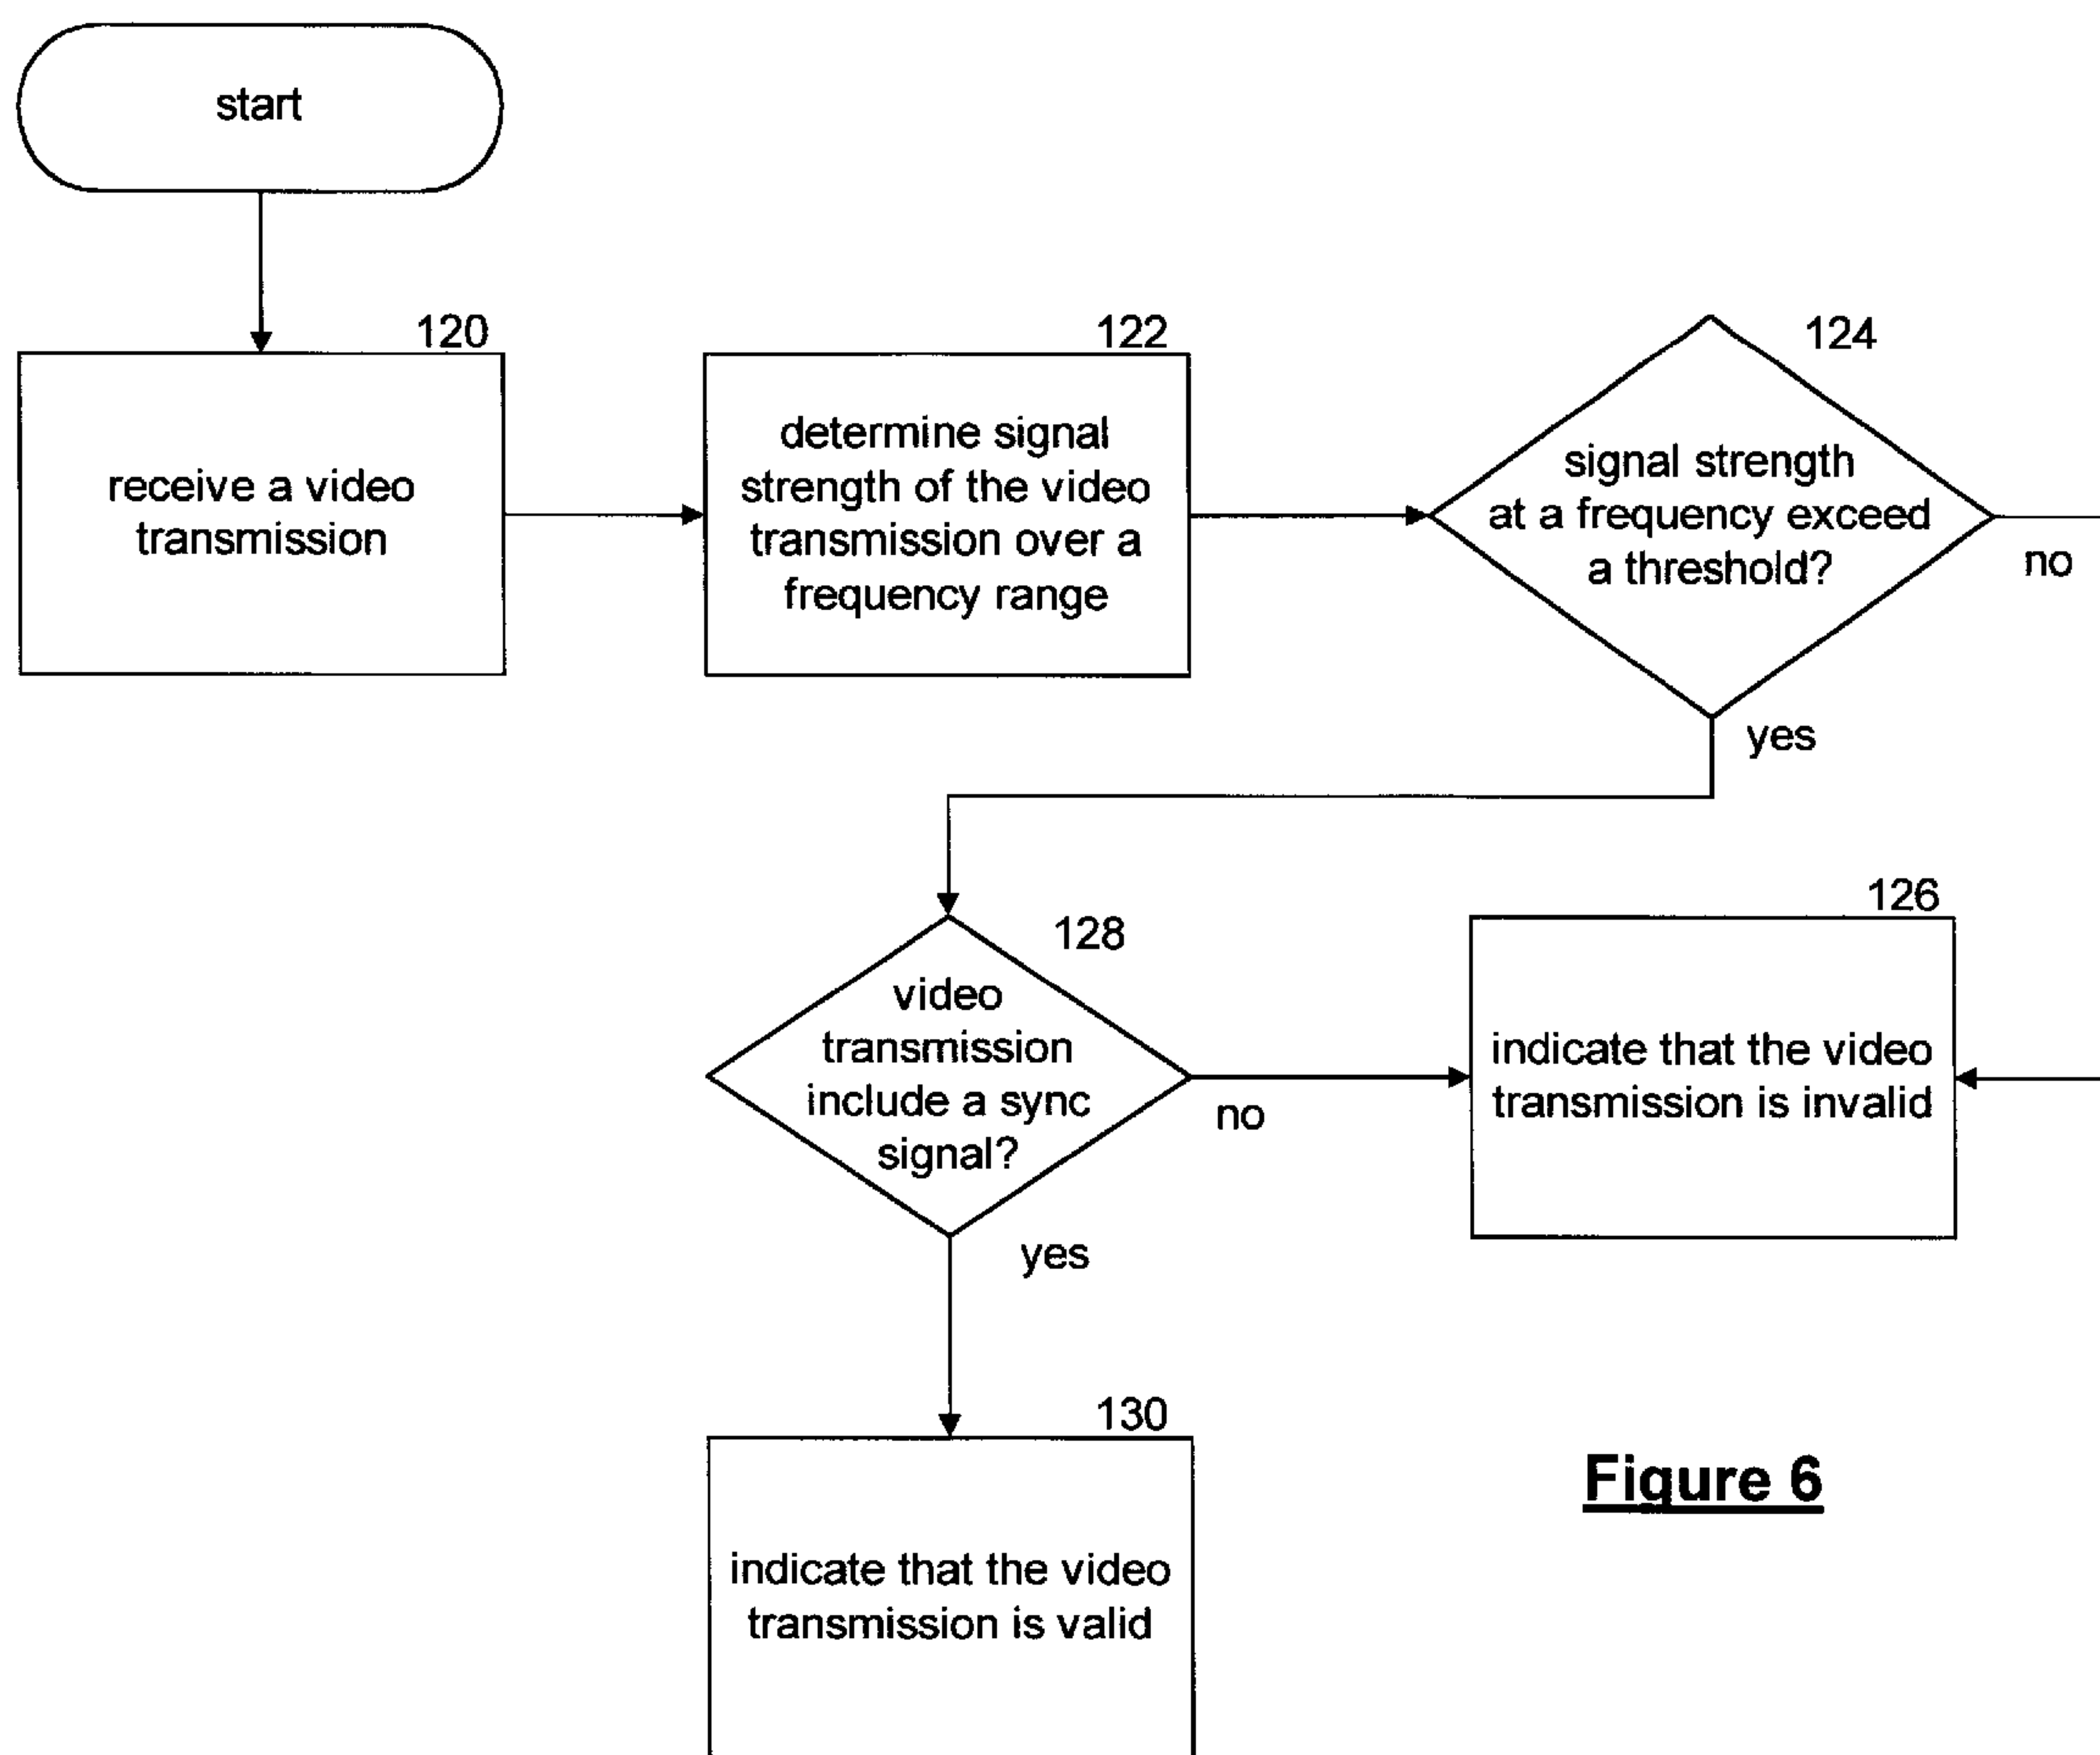 start
120
receive a video
transmission
122
determine signal
strength of the video
transmission over a
frequency range
124
signal strength
at a frequency exceed
a threshold?
no
yes
128
video
transmission
include a sync
signal?
no
yes
126
indicate that the video
transmission is invalid
130
indicate that the video
transmission is valid
Figure 6